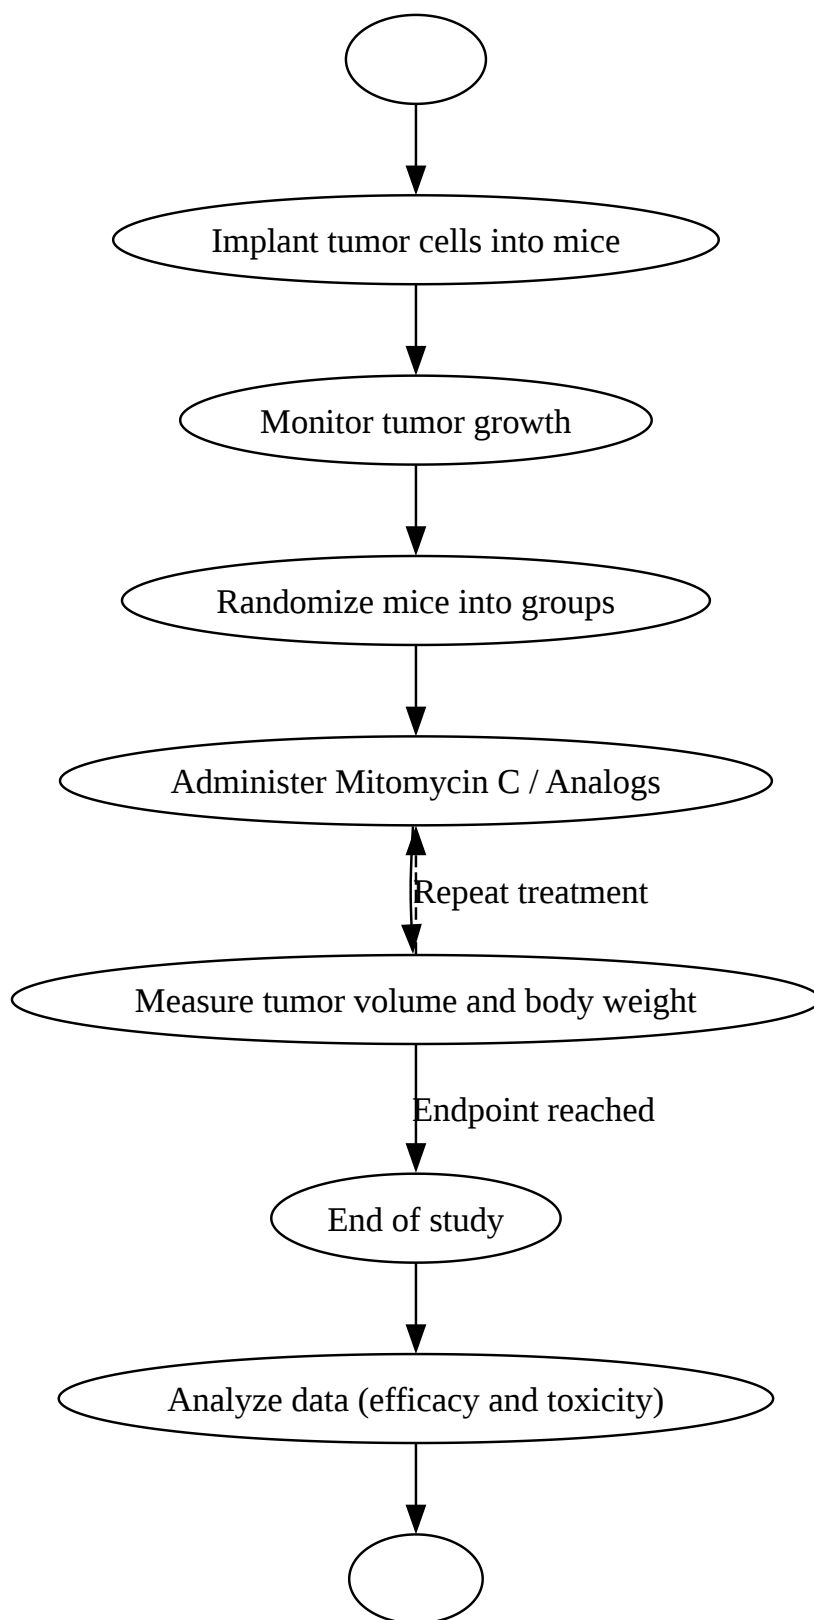 Implant tumor cells into mice
Monitor tumor growth
Randomize mice into groups
Administer Mitomycin C / Analogs
Repeat treatment
Measure tumor volume and body weight
Endpoint reached
End of study
Analyze data (efficacy and toxicity)